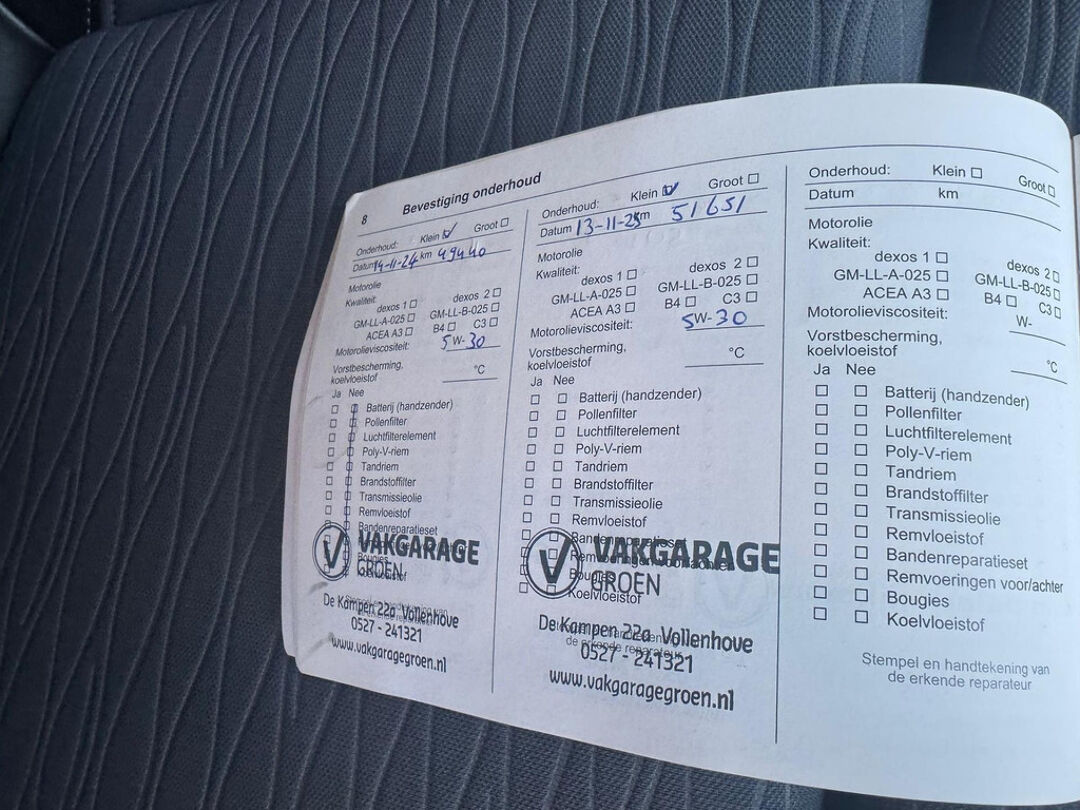 8 Bevestiging onderhoud
Onderhoud: Klein Groot
Datum 14-11-24 km 49440
Motorolie
Kwaliteit:
dexos 1 dexos 2
GM-LL-A-025 GM-LL-B-025
ACEA A3 B4 C3
Motorolieviscositeit: 5W-30
Vorstbescherming,
koelvloeistof °C
Ja Nee
Batterij (handzender)
Pollenfilter
Luchtfilterelement
Poly-V-riem
Tandriem
Brandstoffilter
Transmissieolie
Remvloeistof
Bandenreparatieset
Bougies
Koelvloeistof
VAKGARAGE
GROEN
De Kampen 22a Vollenhove
0527 - 241321
www.vakgaragegroen.nl
Onderhoud: Klein Groot
Datum 13-11-25 km 51651
Motorolie
Kwaliteit:
dexos 1 dexos 2
GM-LL-A-025 GM-LL-B-025
ACEA A3 B4 C3
Motorolieviscositeit: 5W-30
Vorstbescherming,
koelvloeistof °C
Ja Nee
Batterij (handzender)
Pollenfilter
Luchtfilterelement
Poly-V-riem
Tandriem
Brandstoffilter
Transmissieolie
Remvloeistof
Bandenreparatieset
Remvoeringen voor/achter
Bougies
Koelvloeistof
VAKGARAGE
GROEN
De Kampen 22a Vollenhove
de erkende reparateur
0527 - 241321
www.vakgaragegroen.nl
Onderhoud: Klein Groot
Datum km
Motorolie
Kwaliteit:
dexos 1 dexos 2
GM-LL-A-025 GM-LL-B-025
ACEA A3 B4 C3
Motorolieviscositeit: W-
Vorstbescherming,
koelvloeistof °C
Ja Nee
Batterij (handzender)
Pollenfilter
Luchtfilterelement
Poly-V-riem
Tandriem
Brandstoffilter
Transmissieolie
Remvloeistof
Bandenreparatieset
Remvoeringen voor/achter
Bougies
Koelvloeistof
Stempel en handtekening van
de erkende reparateur